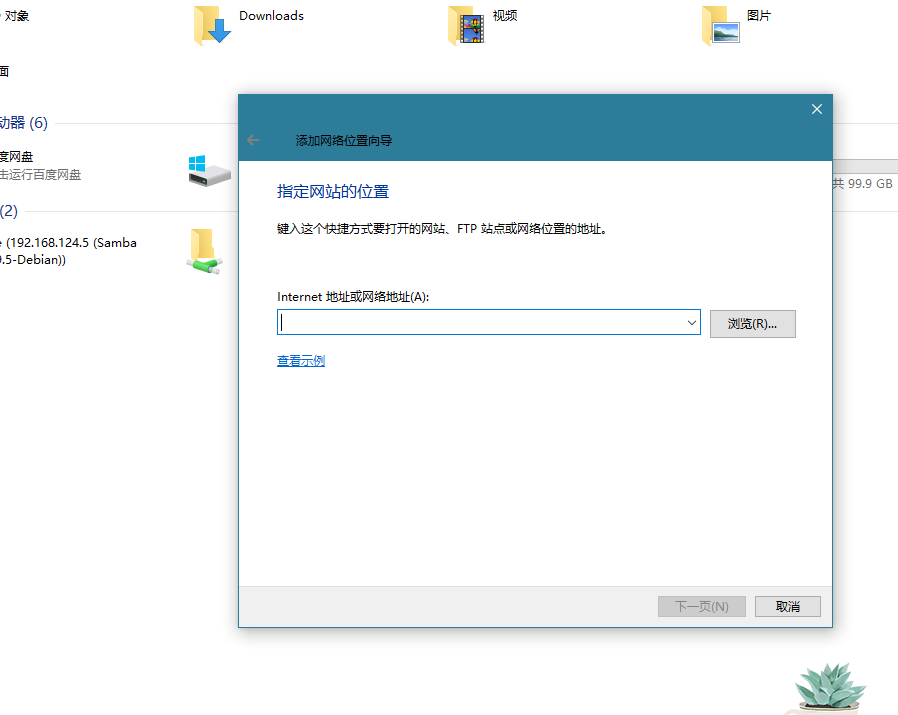 对象
Downloads
视频
图片
面
动器 (6)
度网盘
击运行百度网盘
共 99.9 GB
(2)
e (192.168.124.5 (Samba
9.5-Debian))
添加网络位置向导
指定网站的位置
键入这个快捷方式要打开的网站、FTP 站点或网络位置的地址。
Internet 地址或网络地址(A):
浏览(R)...
查看示例
下一页(N)
取消